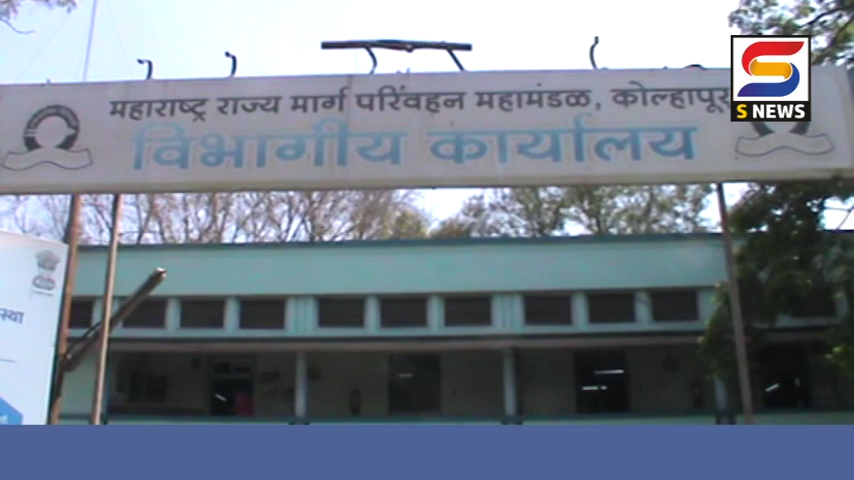 महाराष्ट्र राज्य मार्ग परिंवहन महामंडळ, कोल्हापूर
विभागीय कार्यालय
S NEWS
स्था